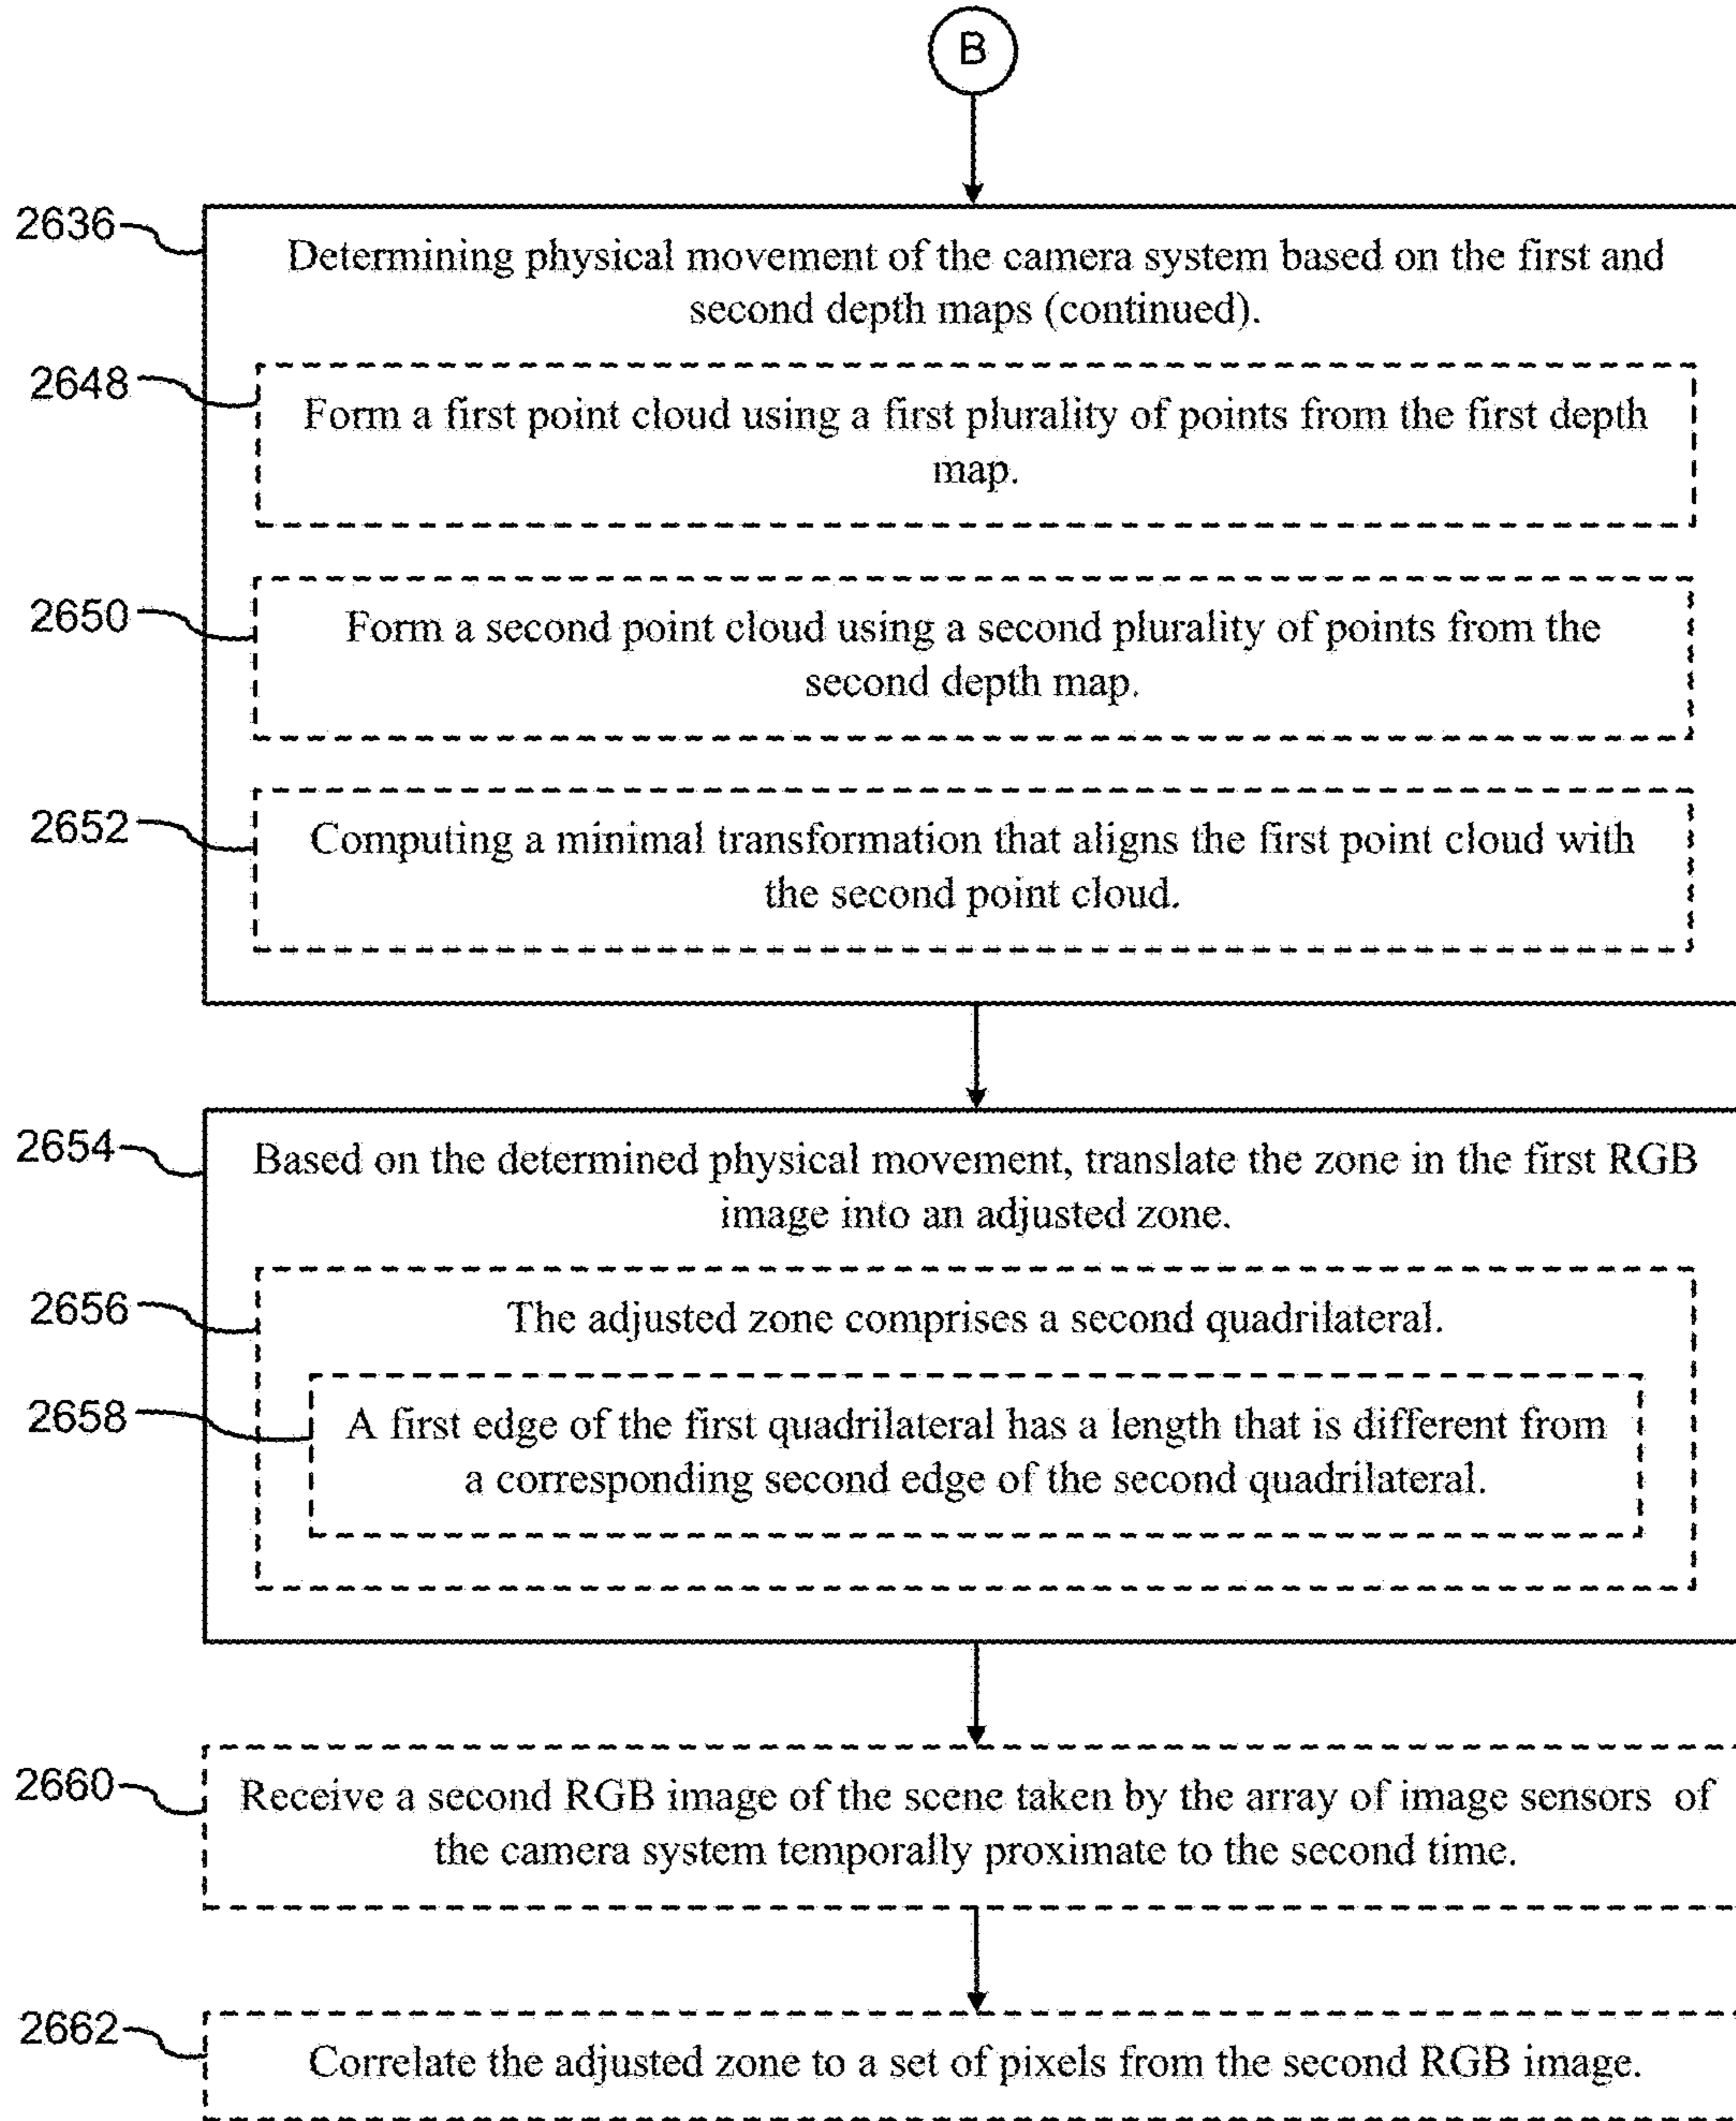 B
2636
Determining physical movement of the camera system based on the first and
second depth maps (continued).
2648
Form a first point cloud using a first plurality of points from the first depth
map.
2650
Form a second point cloud using a second plurality of points from the
second depth map.
2652
Computing a minimal transformation that aligns the first point cloud with
the second point cloud.
2654
Based on the determined physical movement, translate the zone in the first RGB
image into an adjusted zone.
2656
The adjusted zone comprises a second quadrilateral.
2658
A first edge of the first quadrilateral has a length that is different from
a corresponding second edge of the second quadrilateral.
2660
Receive a second RGB image of the scene taken by the array of image sensors of
the camera system temporally proximate to the second time.
2662
Correlate the adjusted zone to a set of pixels from the second RGB image.